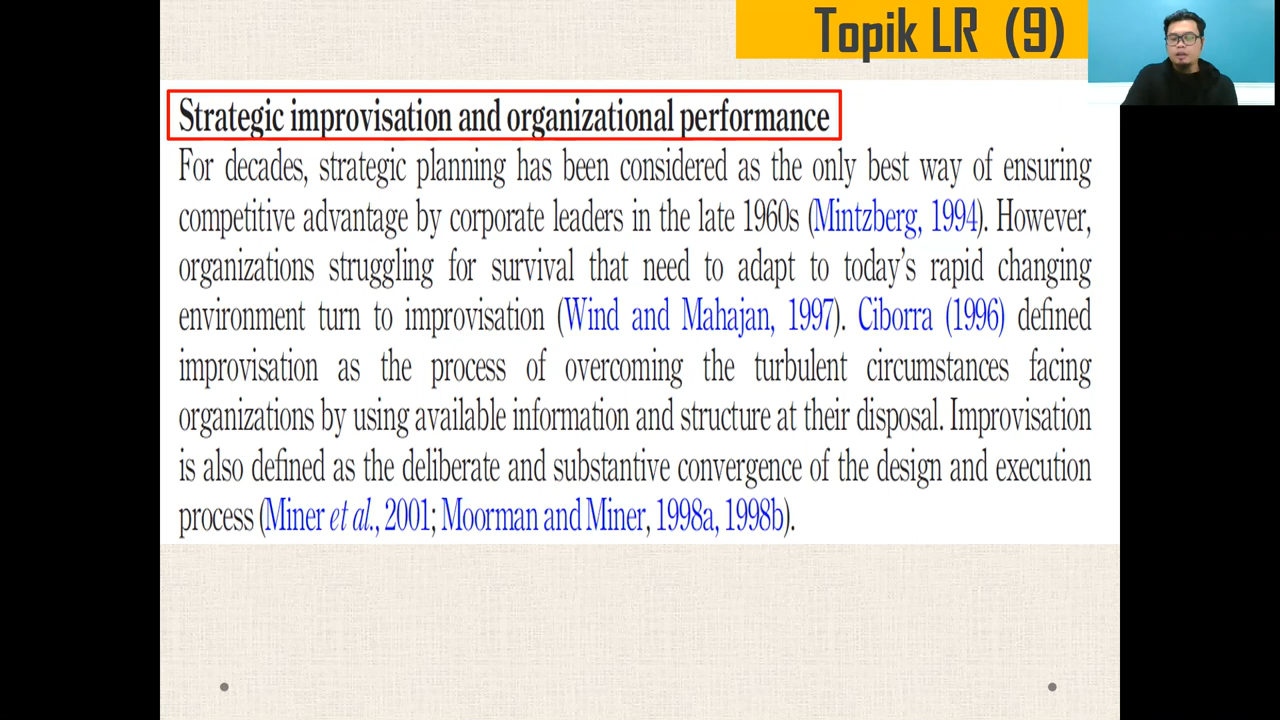 Topik LR (9)
Strategic improvisation and organizational performance
For decades, strategic planning has been considered as the only best way of ensuring
competitive advantage by corporate leaders in the late 1960s (Mintzberg, 1994). However,
organizations struggling for survival that need to adapt to today's rapid changing
environment turn to improvisation (Wind and Mahajan, 1997). Ciborra (1996) defined
improvisation as the process of overcoming the turbulent circumstances facing
organizations by using available information and structure at their disposal. Improvisation
is also defined as the deliberate and substantive convergence of the design and execution
process (Miner et al., 2001; Moorman and Miner, 1998a, 1998b).